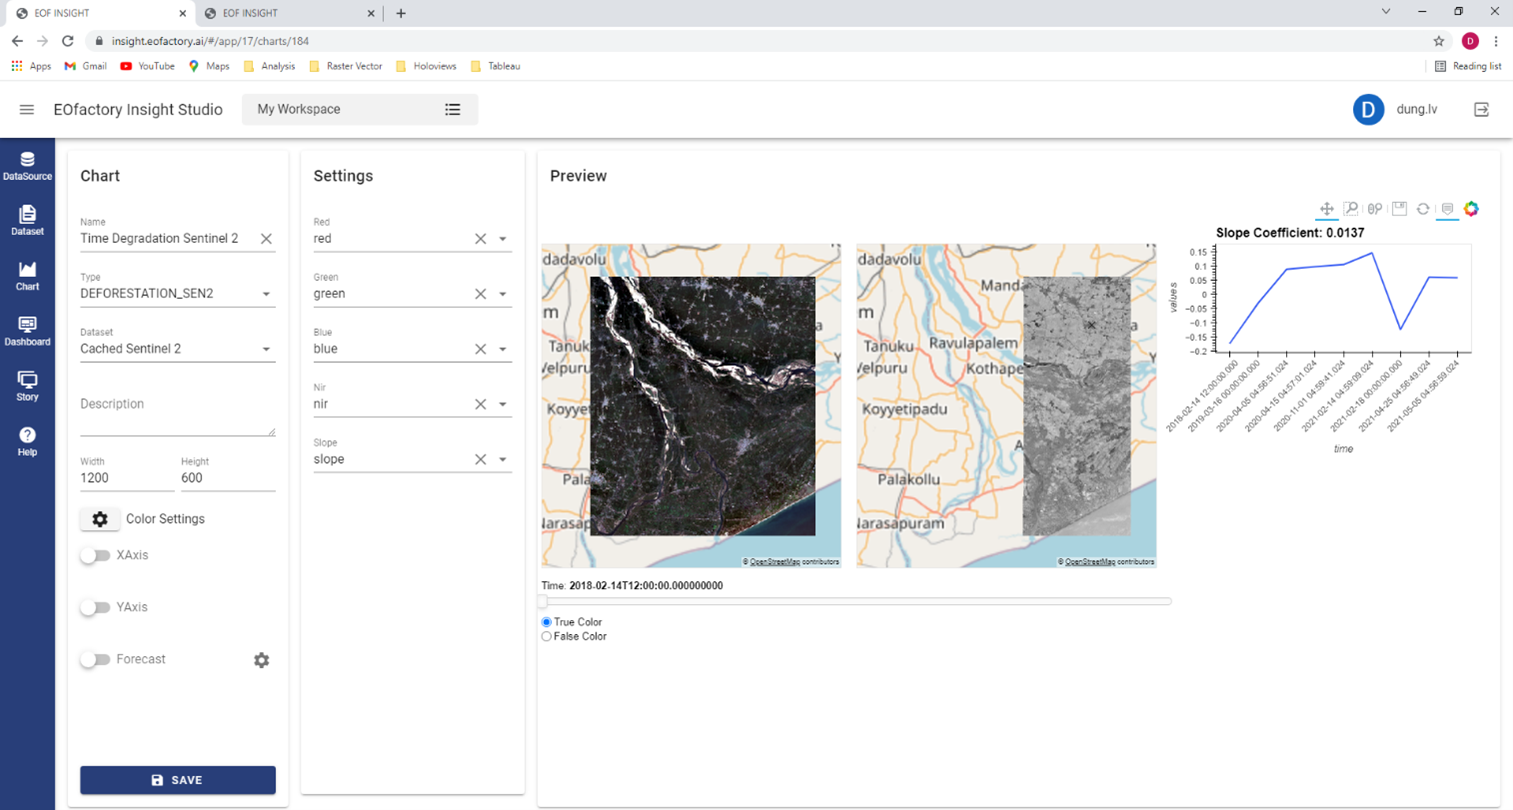 EOF INSIGHT
EOF INSIGHT
insight.eofactory.ai/#/app/17/charts/184
D
Apps
Gmail
YouTube
Maps
Analysis
Raster Vector
Holoviews
Tableau
Reading list
EOfactory Insight Studio
My Workspace
D
dung.lv
DataSource
Dataset
Chart
Dashboard
Story
Help
Chart
Name
Time Degradation Sentinel 2
Type
DEFORESTATION_SEN2
Dataset
Cached Sentinel 2
Description
Width
Height
1200
600
Color Settings
XAxis
YAxis
Forecast
SAVE
Settings
Red
red
Green
green
Blue
blue
Nir
nir
Slope
slope
Preview
dadavolu
m
Tanuku
Velpuru
Koyye
Pala
Narasap
a
© OpenStreetMap contributors
dadavolu
Manda
m
Tanuku
Ravulapalem
Velpuru
Kothape
Koyyetipadu
A
Palakollu
Narasapuram
a
© OpenStreetMap contributors
Slope Coefficient: 0.0137
values
0.15
0.1
0.05
0
−0.05
−0.1
−0.15
−0.2
2018-02-14 12:00:00.000
2019-03-16 00:00:00.000
2020-04-05 04:56:51.024
2020-04-15 04:57:01.024
2020-11-01 04:59:41.024
2021-02-14 04:59:09.024
2021-02-16 00:00:00.000
2021-04-25 04:56:49.024
2021-05-05 04:56:59.024
time
Time: 2018-02-14T12:00:00.000000000
True Color
False Color